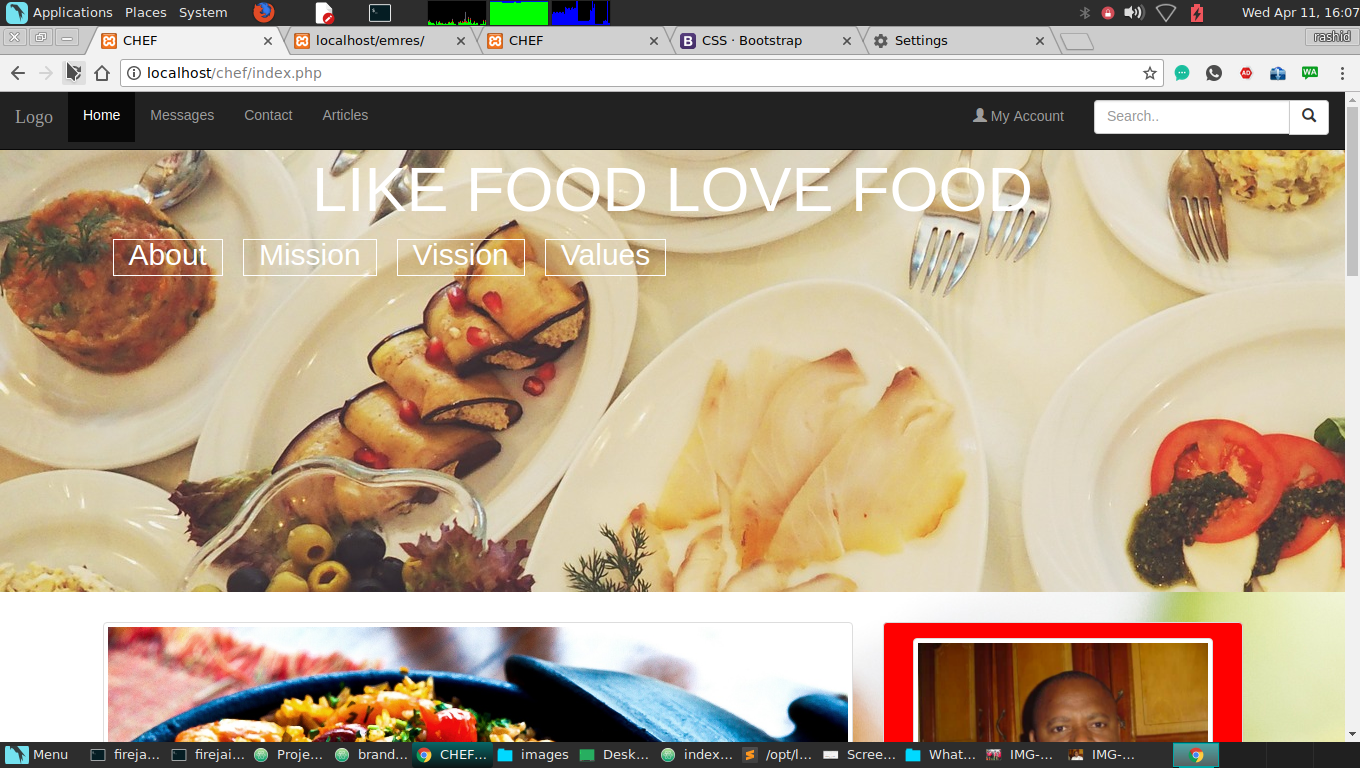 Applications Places System Wed Apr 11, 16:07
CHEF localhost/emres/ CHEF CSS · Bootstrap Settings rashid
localhost/chef/index.php
Logo Home Messages Contact Articles My Account Search..
LIKE FOOD LOVE FOOD
About Mission Vission Values
Menu fireja... firejai... Proje... brand... CHEF... images Desk... index... /opt/l... Scree... What... IMG-... IMG-...